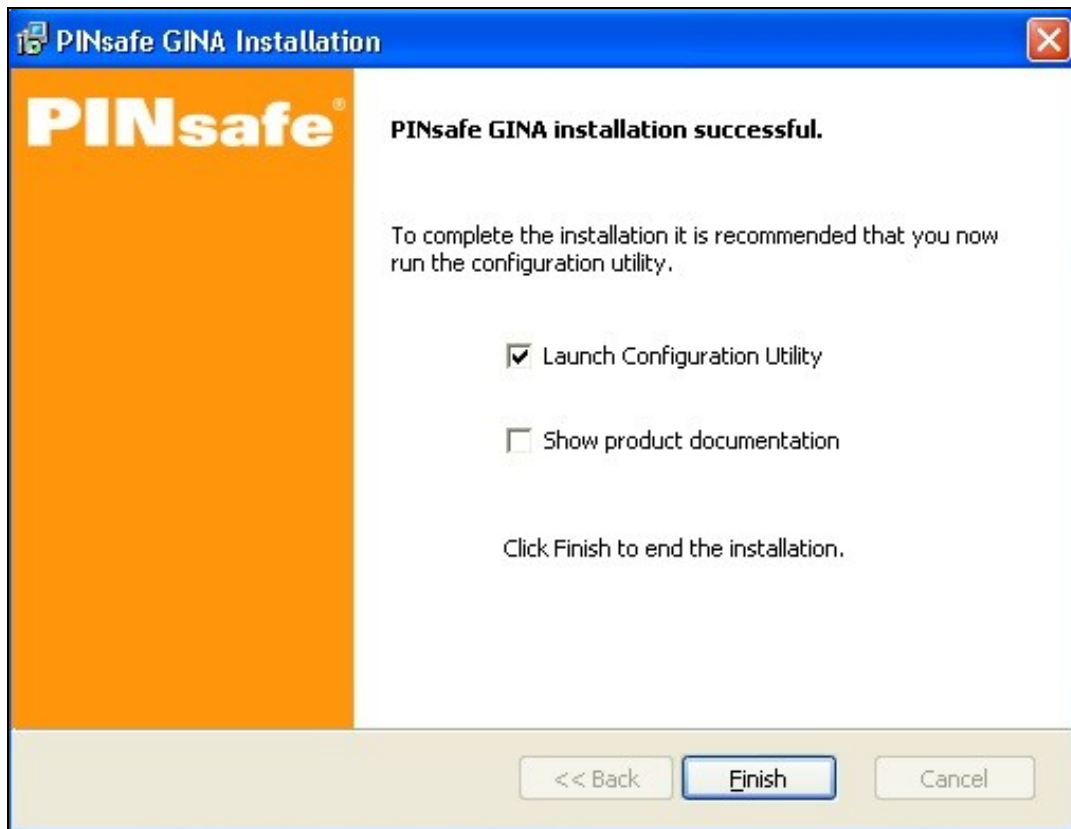 PINsafe GINA Installation
PINsafe®
PINsafe GINA installation successful.
To complete the installation it is recommended that you now
run the configuration utility.
Launch Configuration Utility
Show product documentation
Click Finish to end the installation.
<< Back
Finish
Cancel